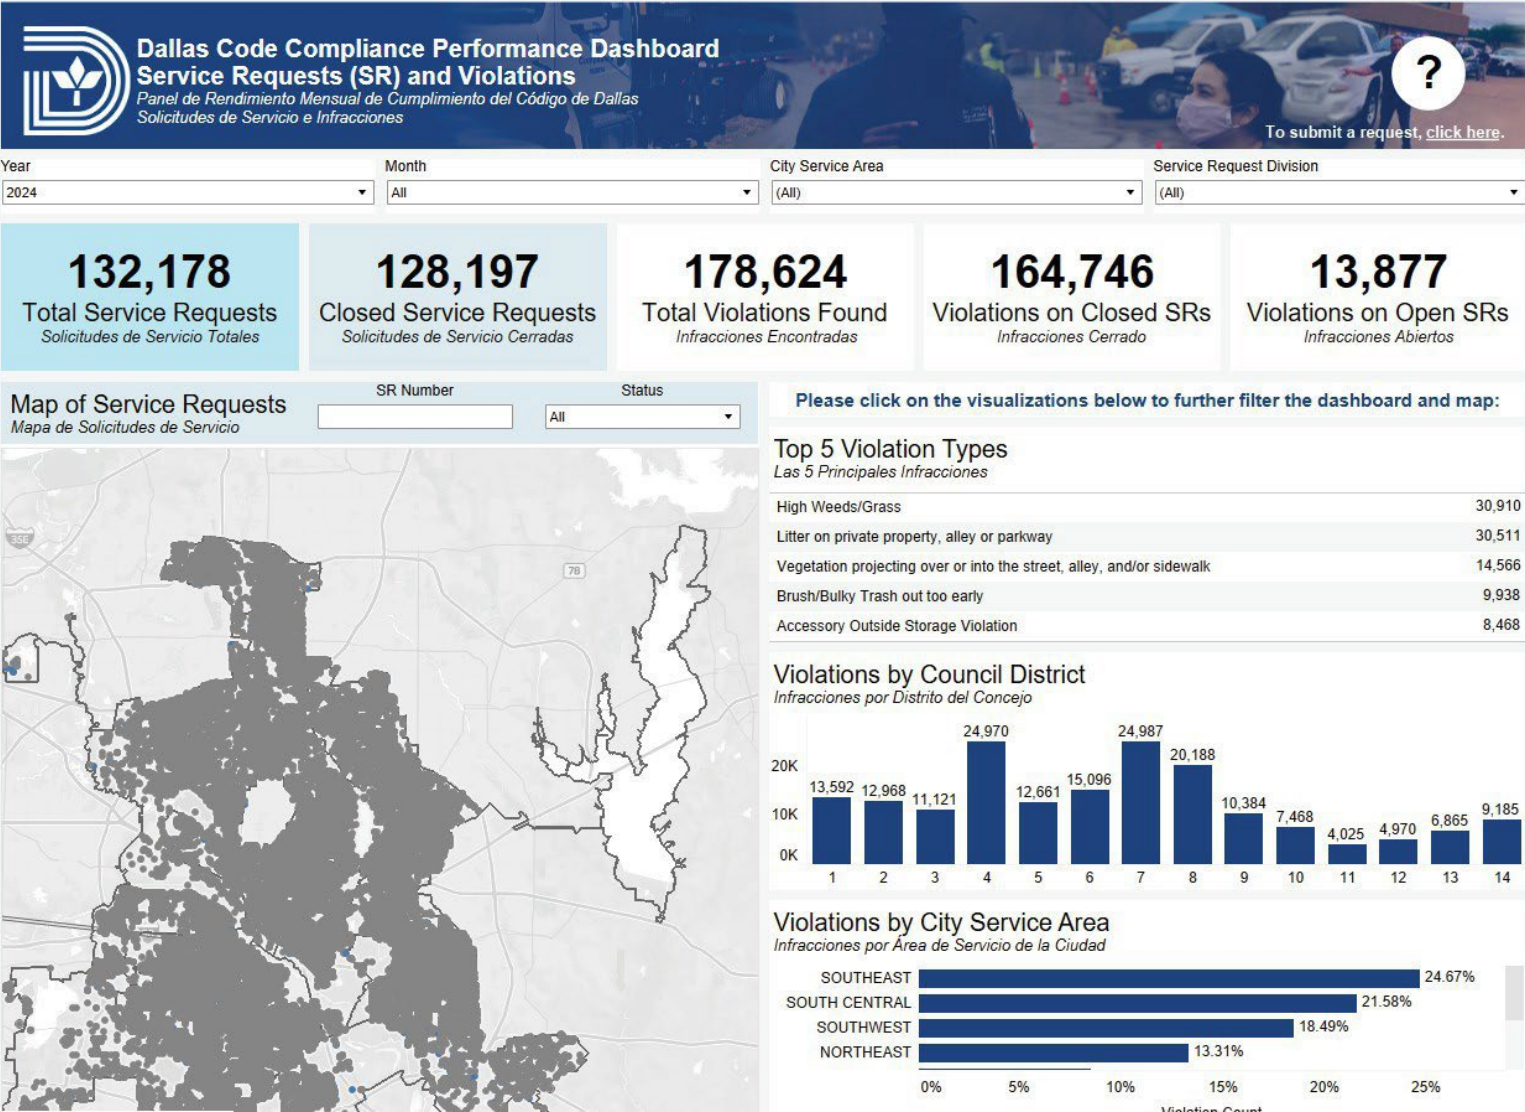 Dallas Code Compliance Performance Dashboard
Service Requests (SR) and Violations
Panel de Rendimiento Mensual de Cumplimiento del Código de Dallas
Solicitudes de Servicio e Infracciones
?
To submit a request, click here.
Year
2024
Month
All
City Service Area
(All)
Service Request Division
(All)
132,178
Total Service Requests
Solicitudes de Servicio Totales
128,197
Closed Service Requests
Solicitudes de Servicio Cerradas
178,624
Total Violations Found
Infracciones Encontradas
164,746
Violations on Closed SRs
Infracciones Cerrado
13,877
Violations on Open SRs
Infracciones Abiertos
Map of Service Requests
Mapa de Solicitudes de Servicio
SR Number
Status
All
35E
78
Please click on the visualizations below to further filter the dashboard and map:
Top 5 Violation Types
Las 5 Principales Infracciones
High Weeds/Grass 30,910
Litter on private property, alley or parkway 30,511
Vegetation projecting over or into the street, alley, and/or sidewalk 14,566
Brush/Bulky Trash out too early 9,938
Accessory Outside Storage Violation 8,468
Violations by Council District
Infracciones por Distrito del Concejo
20K
10K
0K
13,592 12,968 11,121 24,970 12,661 15,096 24,987 20,188 10,384 7,468 4,025 4,970 6,865 9,185
1 2 3 4 5 6 7 8 9 10 11 12 13 14
Violations by City Service Area
Infracciones por Área de Servicio de la Ciudad
SOUTHEAST 24.67%
SOUTH CENTRAL 21.58%
SOUTHWEST 18.49%
NORTHEAST 13.31%
0% 5% 10% 15% 20% 25%
Violation Count